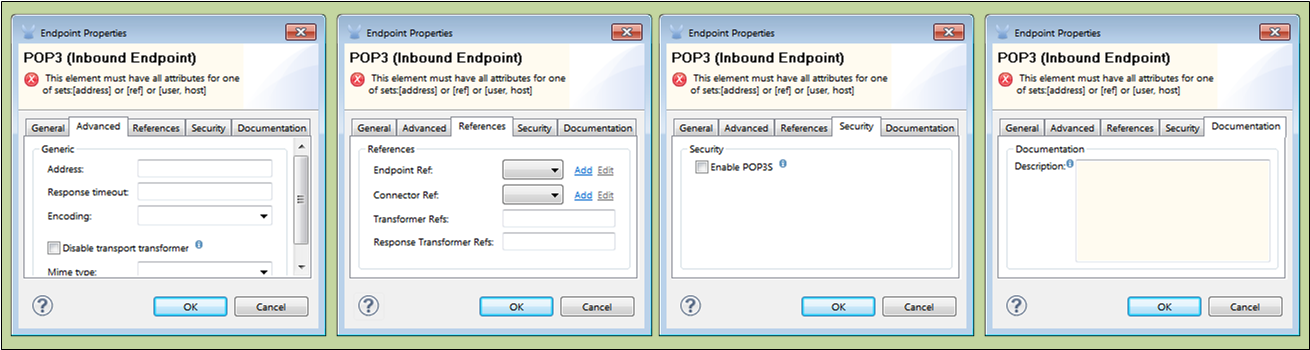 Endpoint Properties
POP3 (Inbound Endpoint)
This element must have all attributes for one
of sets:[address] or [ref] or [user, host]
General Advanced References Security Documentation
Generic
Address:
Response timeout:
Encoding:
Disable transport transformer
Mime type:
OK Cancel
Endpoint Properties
POP3 (Inbound Endpoint)
This element must have all attributes for one
of sets:[address] or [ref] or [user, host]
General Advanced References Security Documentation
References
Endpoint Ref: Add Edit
Connector Ref: Add Edit
Transformer Refs:
Response Transformer Refs:
OK Cancel
Endpoint Properties
POP3 (Inbound Endpoint)
This element must have all attributes for one
of sets:[address] or [ref] or [user, host]
General Advanced References Security Documentation
Security
Enable POP3S
OK Cancel
Endpoint Properties
POP3 (Inbound Endpoint)
This element must have all attributes for one
of sets:[address] or [ref] or [user, host]
General Advanced References Security Documentation
Documentation
Description:
OK Cancel